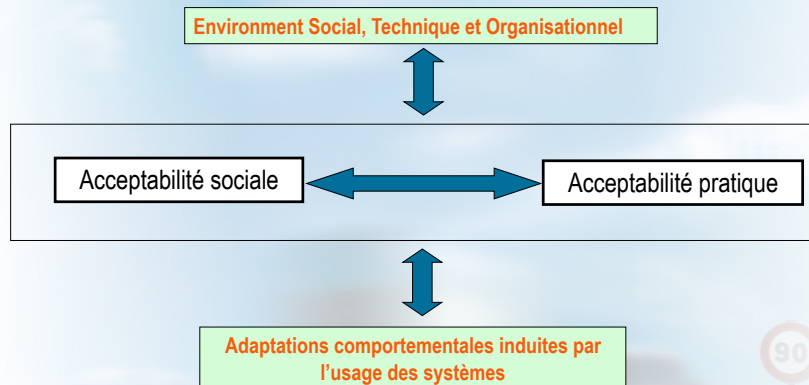 Environment Social, Technique et Organisationnel
Acceptabilité sociale
Acceptabilité pratique
Adaptations comportementales induites par
l’usage des systèmes
90